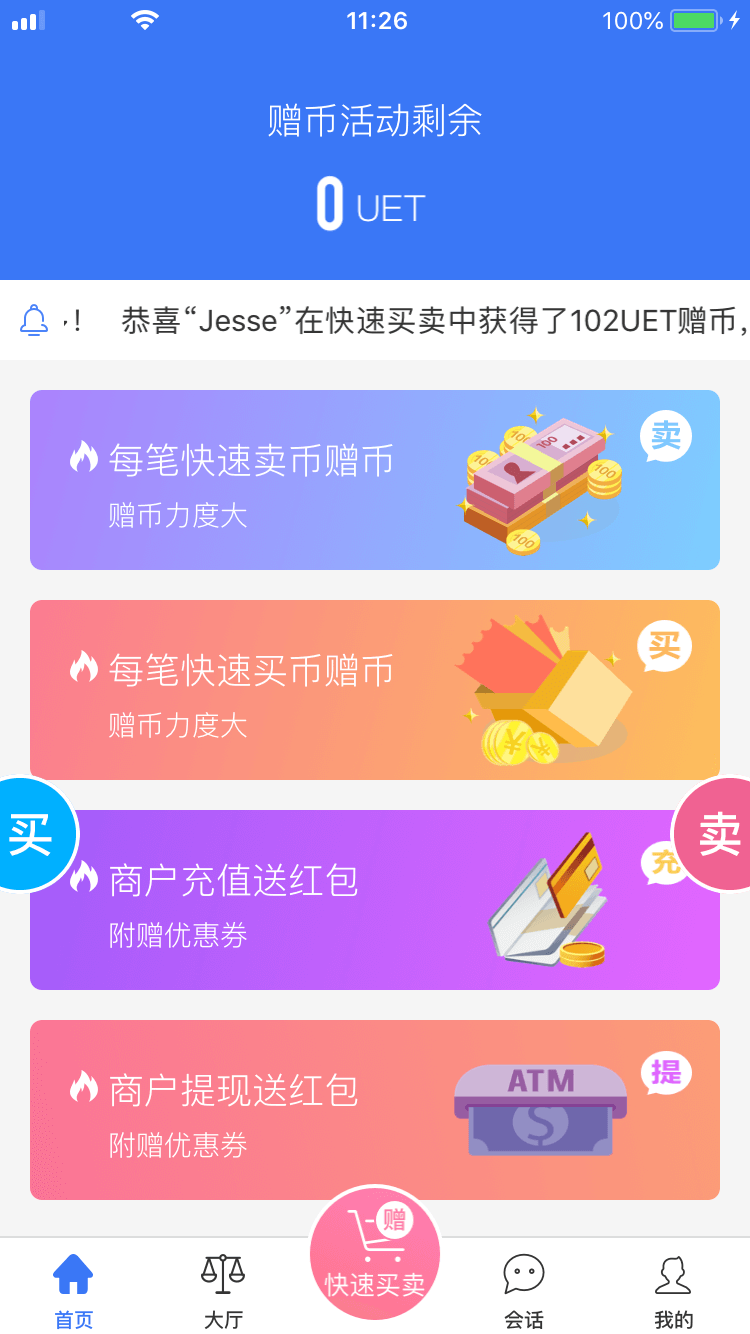 11:26
100%
赠币活动剩余
0 UET
! 恭喜“Jesse”在快速买卖中获得了102UET赠币,
每笔快速卖币赠币
赠币力度大
卖
100
100
100
100
100
每笔快速买币赠币
赠币力度大
买
¥
¥
买
卖
商户充值送红包
附赠优惠券
充
商户提现送红包
附赠优惠券
ATM
$
提
赠
快速买卖
首页
大厅
会话
我的